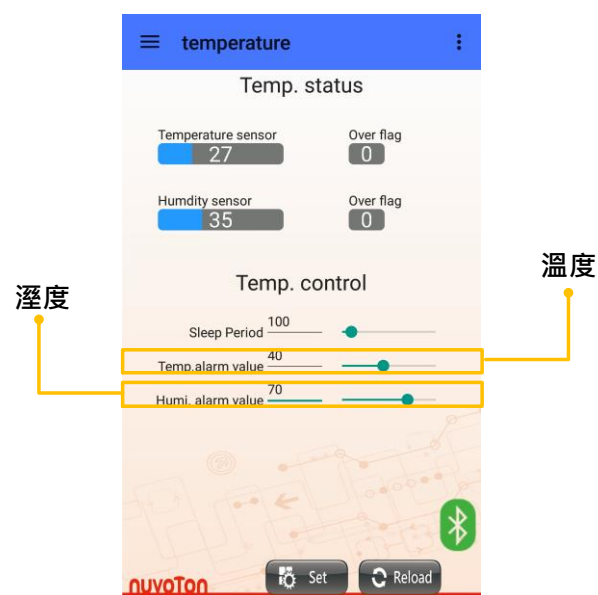 temperature
Temp. status
Temperature sensor Over flag
27 0
Humdity sensor Over flag
35 0
溫度
Temp. control
溼度
100
Sleep Period
40
Temp.alarm value
70
Humi. alarm value
nuvoTon Set Reload